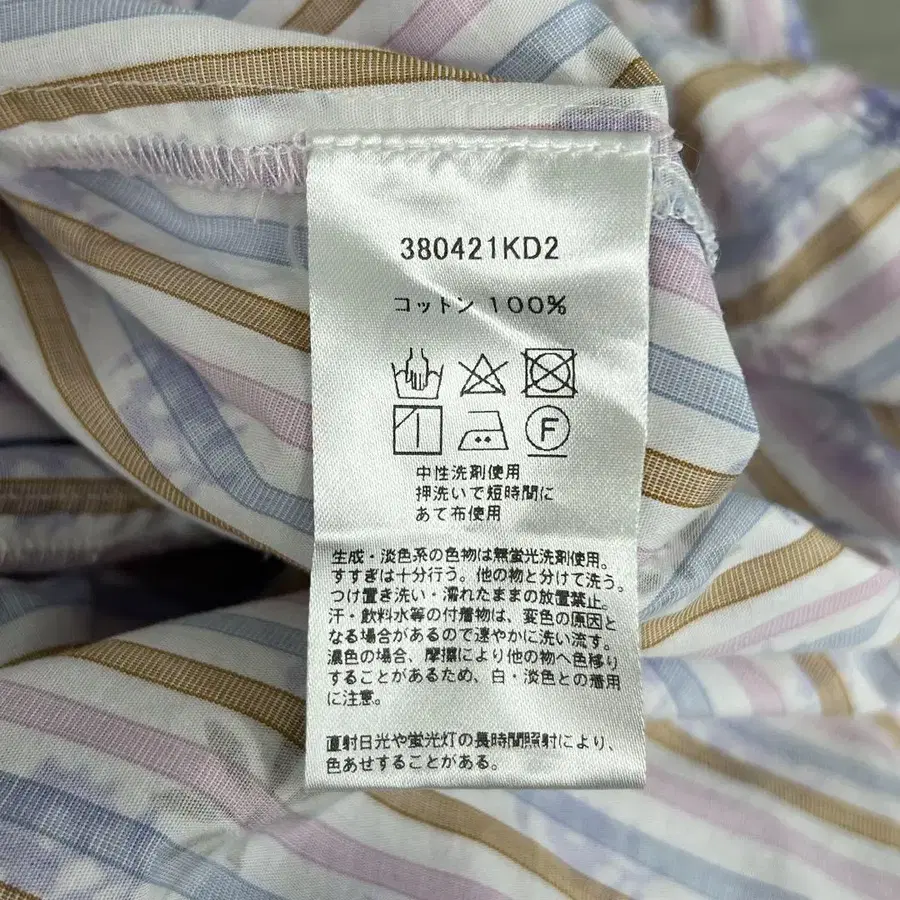 380421KD2
コットン 100%
F
中性洗剤使用
押洗いで短時間に
あて布使用
生成・淡色系の色物は無蛍光洗剤使用。
すすぎは十分行う。他の物と分けて洗う。
つけ置き洗い・濡れたままの放置禁止。
汗・飲料水等の付着物は、変色の原因と
なる場合があるので速やかに洗い流す。
濃色の場合、摩擦により他の物へ色移り
することがあるため、白・淡色との着用
に注意。
直射日光や蛍光灯の長時間照射により、
色あせすることがある。